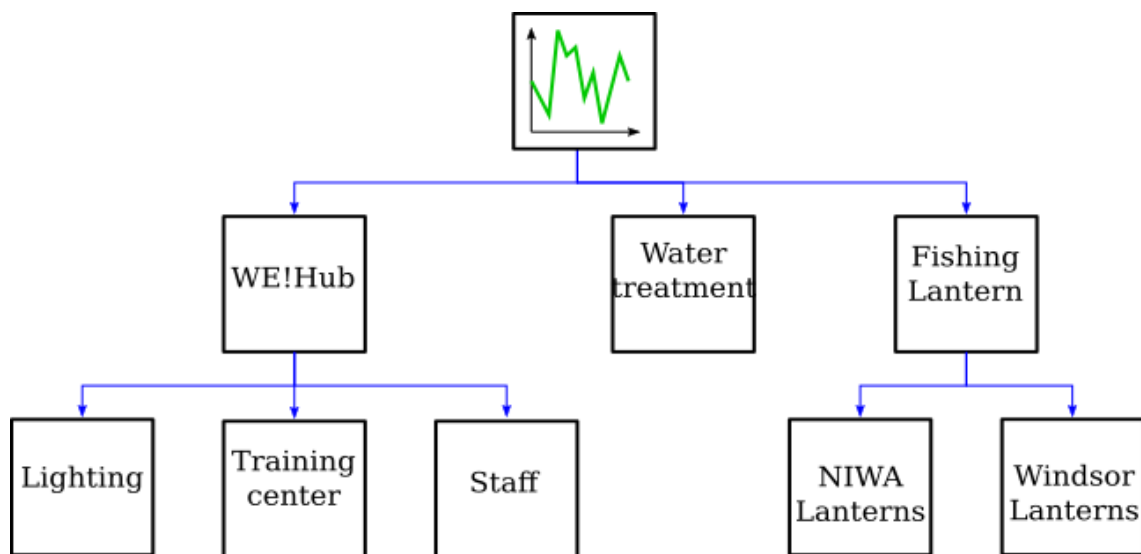 WE!Hub
Water
treatment
Fishing
Lantern
Lighting
Training
center
Staff
NIWA
Lanterns
Windsor
Lanterns